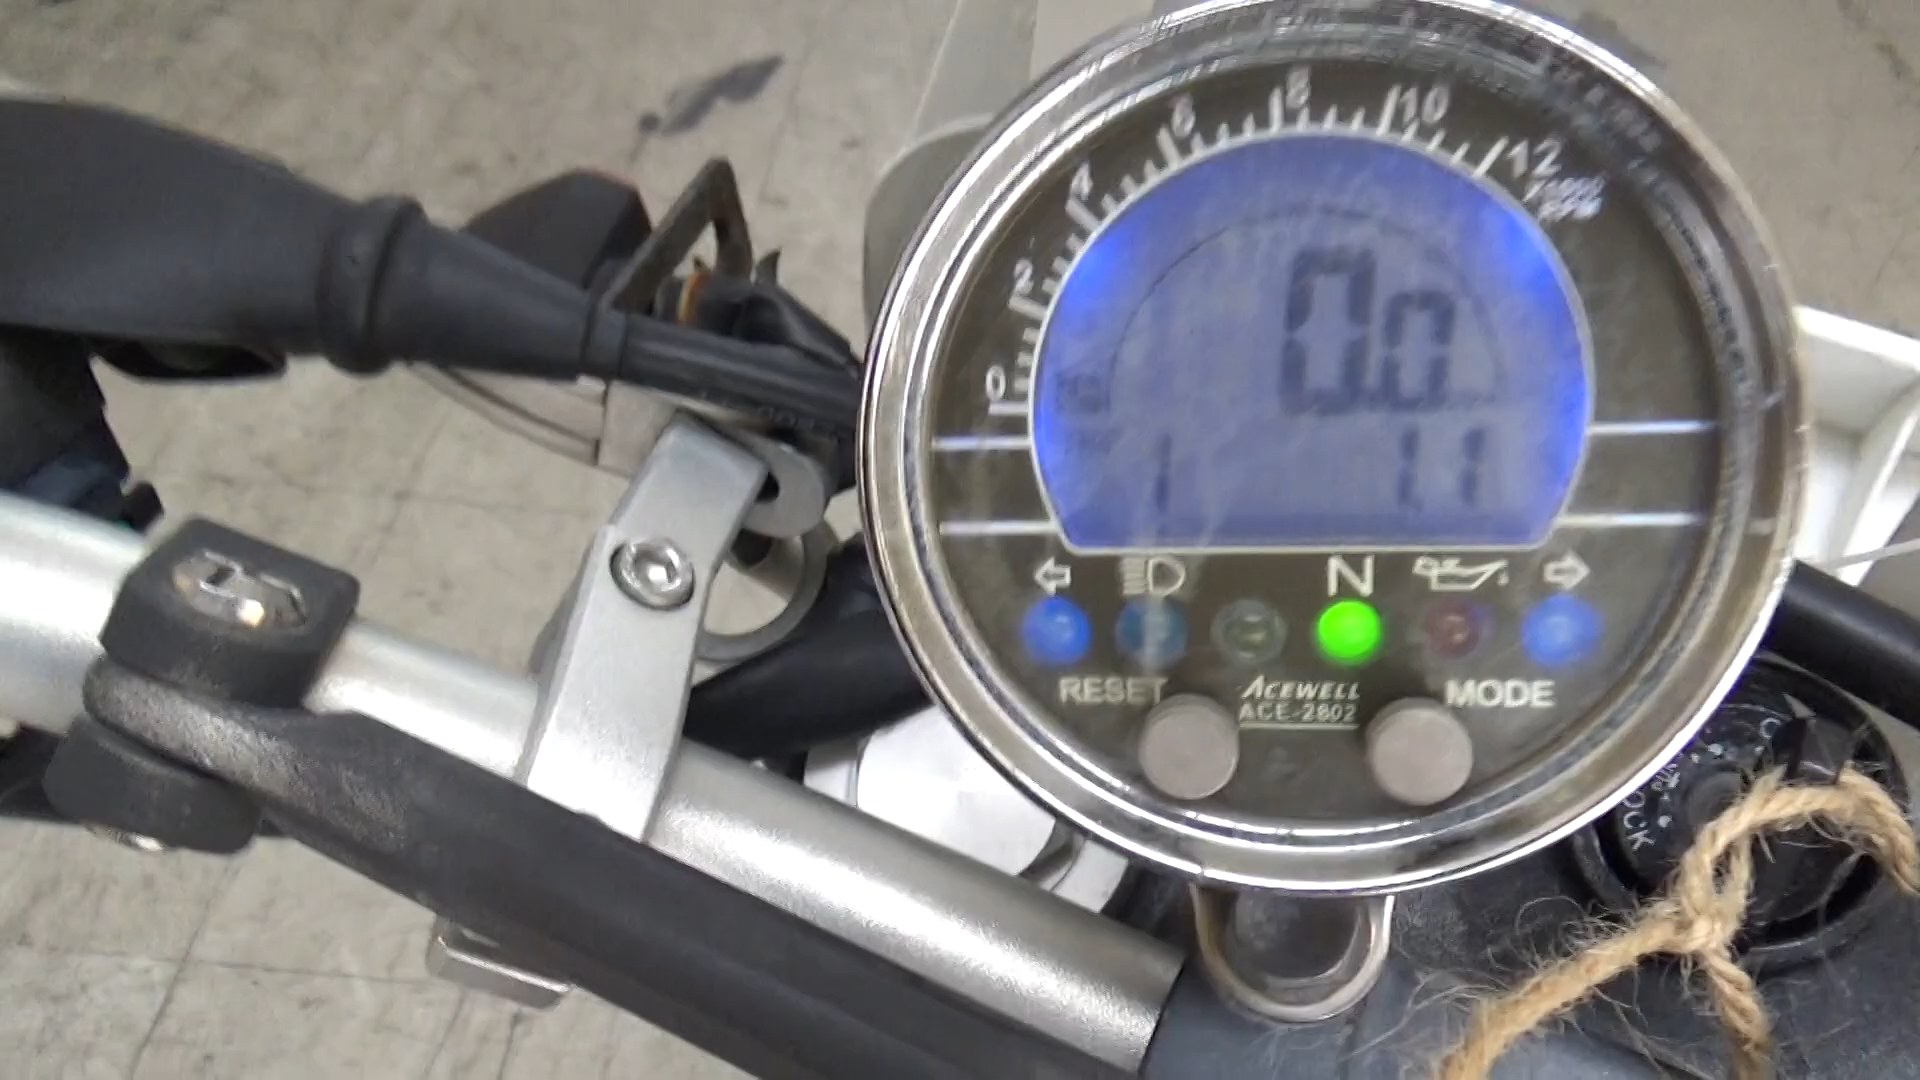 0 2 4 6 8 10 12
x1000
RPM
0.0
1 1.1
N
RESET ACEWELL MODE
ACE-2802
OCK